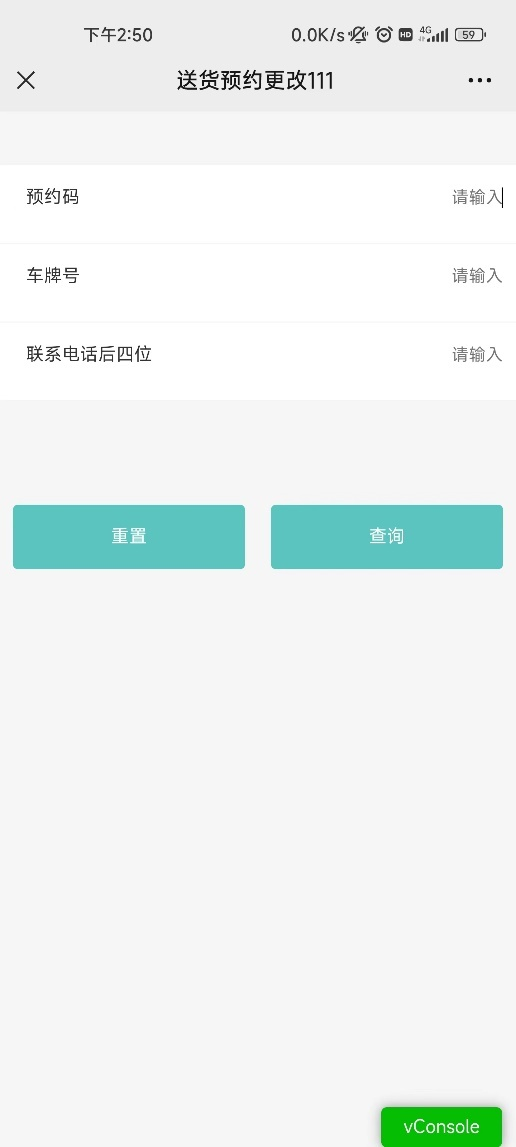 下午2:50
0.0K/s HD 4G 59
送货预约更改111
预约码 请输入
车牌号 请输入
联系电话后四位 请输入
重置 查询
vConsole